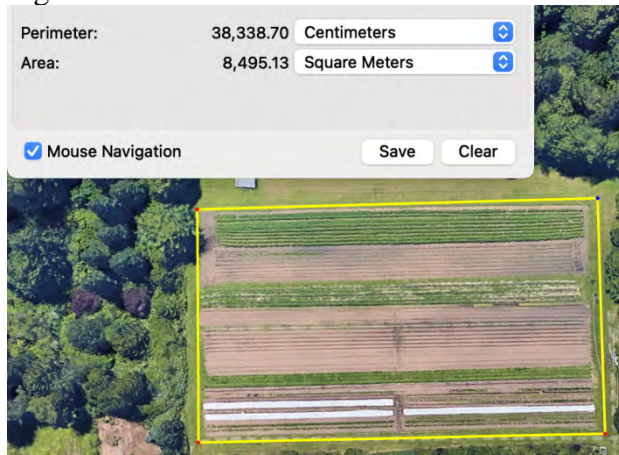 Perimeter: 38,338.70 Centimeters
Area: 8,495.13 Square Meters
Mouse Navigation Save Clear